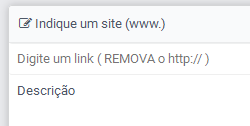 Indique um site (www.)
Digite um link ( REMOVA o http:// )
Descrição